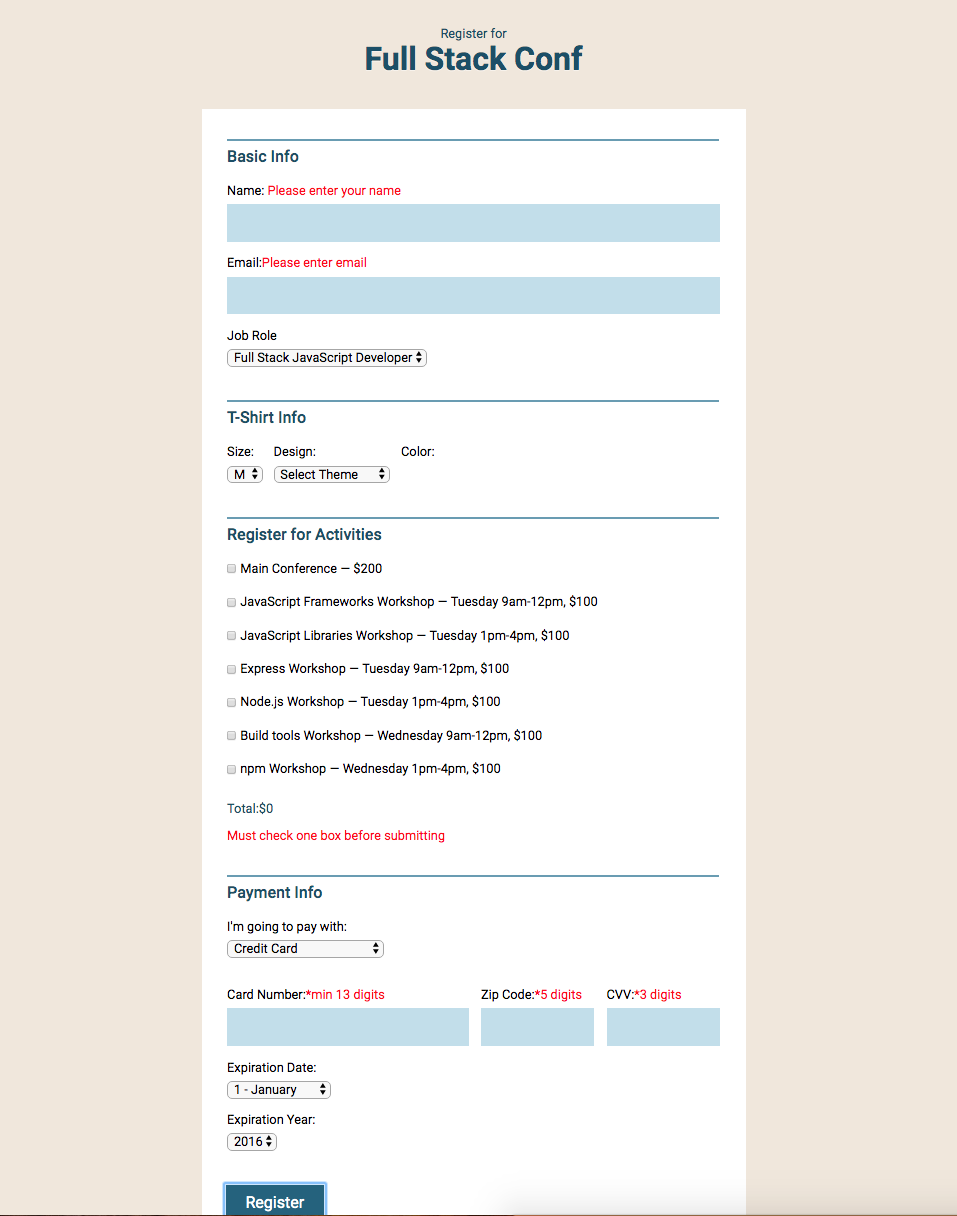 Register for
Full Stack Conf
Basic Info
Name: Please enter your name
Email:Please enter email
Job Role
Full Stack JavaScript Developer
T-Shirt Info
Size: Design: Color:
M Select Theme
Register for Activities
Main Conference — $200
JavaScript Frameworks Workshop — Tuesday 9am-12pm, $100
JavaScript Libraries Workshop — Tuesday 1pm-4pm, $100
Express Workshop — Tuesday 9am-12pm, $100
Node.js Workshop — Tuesday 1pm-4pm, $100
Build tools Workshop — Wednesday 9am-12pm, $100
npm Workshop — Wednesday 1pm-4pm, $100
Total:$0
Must check one box before submitting
Payment Info
I'm going to pay with:
Credit Card
Card Number:*min 13 digits Zip Code:*5 digits CVV:*3 digits
Expiration Date:
1 - January
Expiration Year:
2016
Register